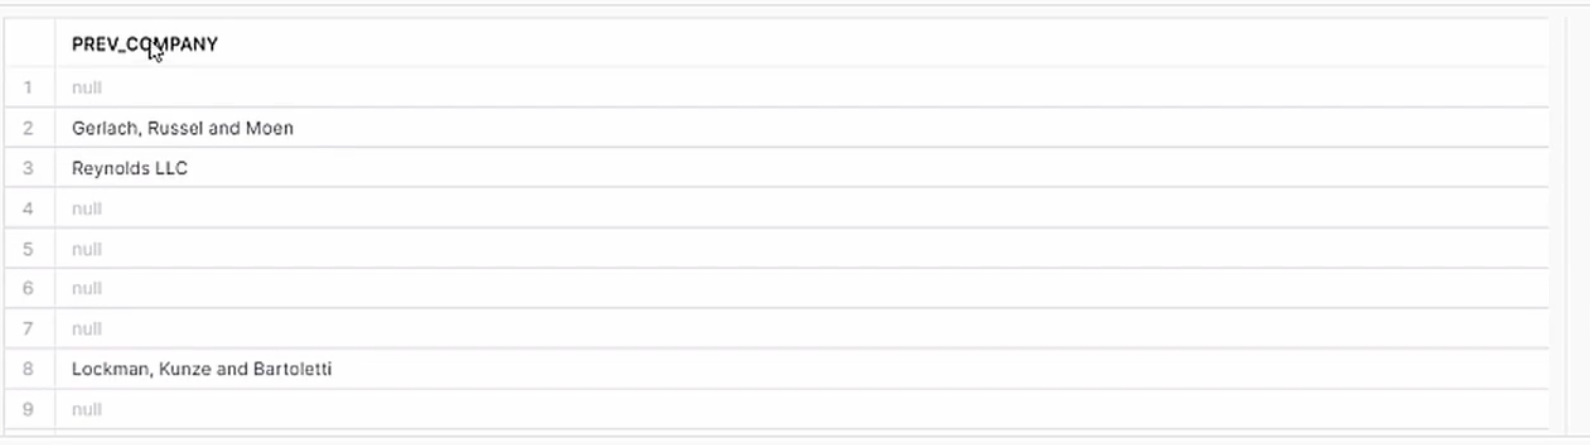 PREV_COMPANY
1 null
2 Gerlach, Russel and Moen
3 Reynolds LLC
4 null
5 null
6 null
7 null
8 Lockman, Kunze and Bartoletti
9 null